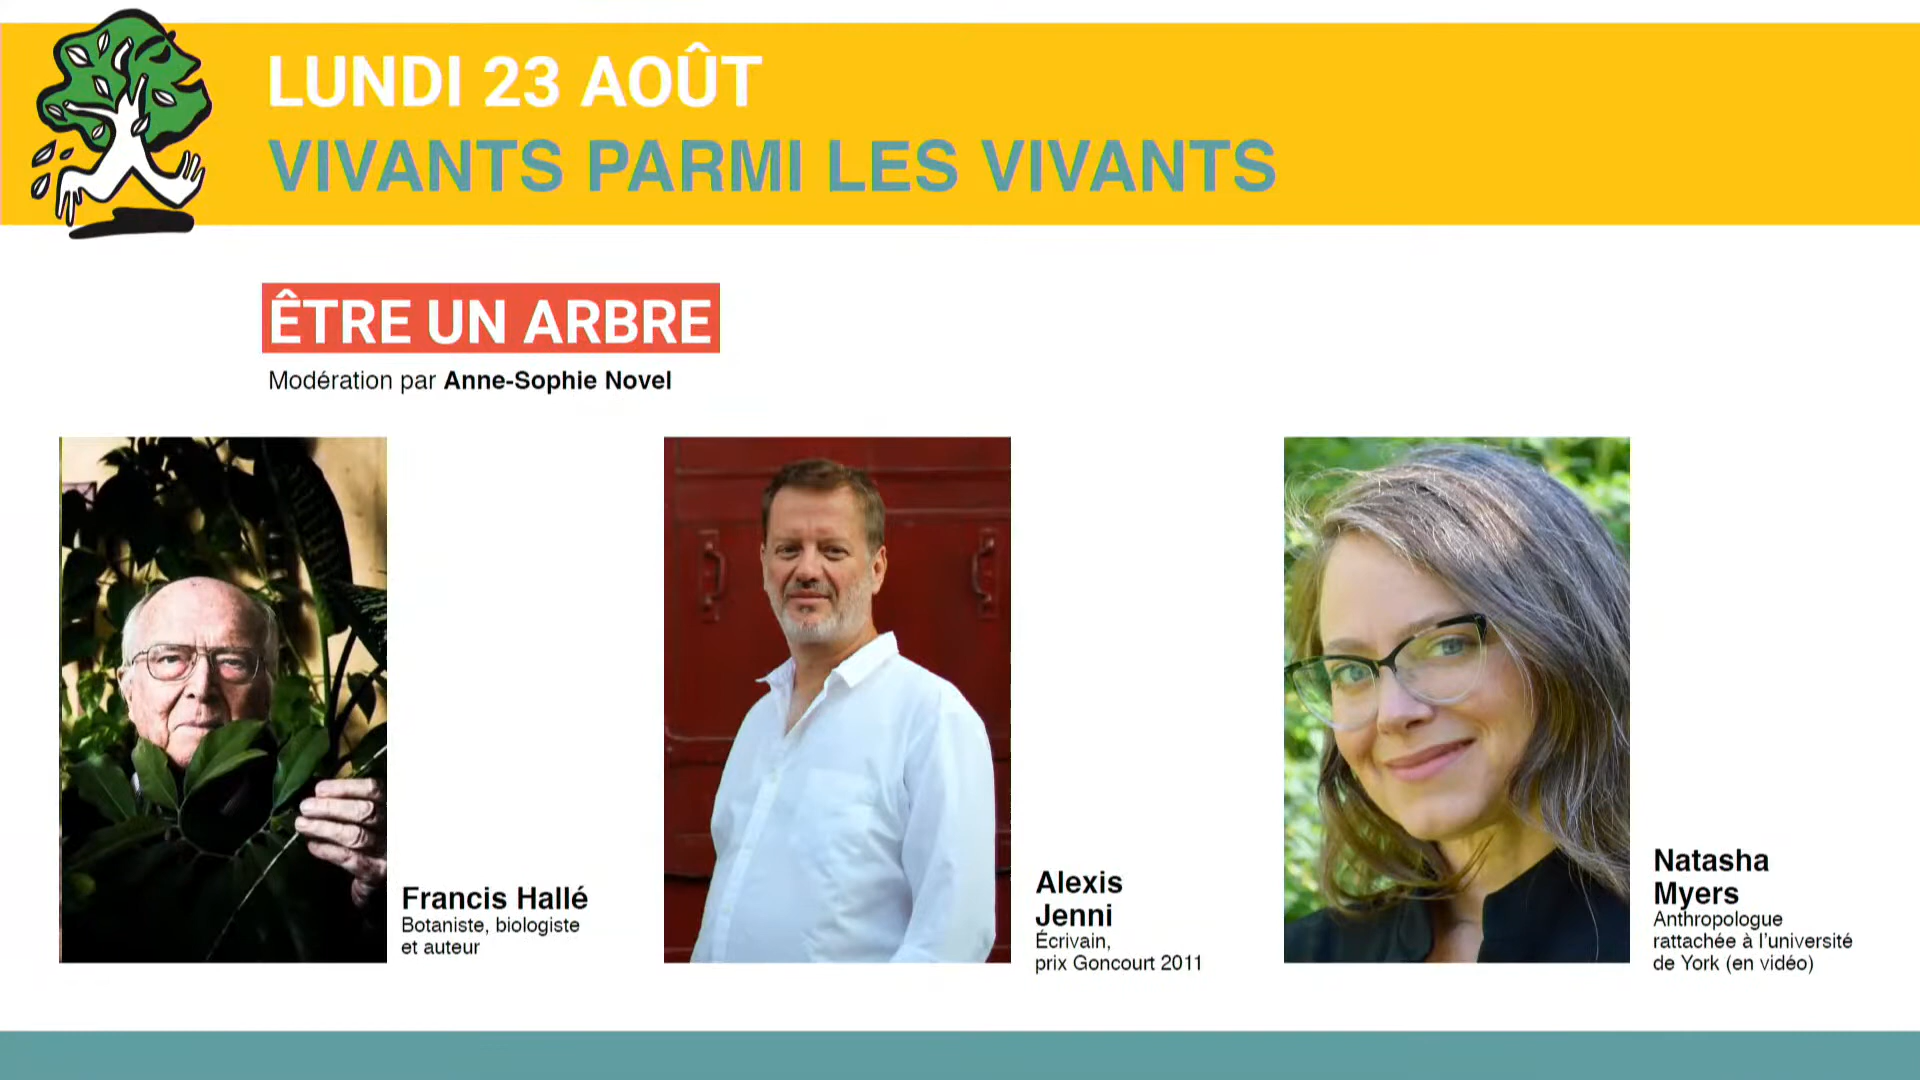 LUNDI 23 AOÛT
VIVANTS PARMI LES VIVANTS
ÊTRE UN ARBRE
Modération par Anne-Sophie Novel
Francis Hallé
Botaniste, biologiste
et auteur
Alexis
Jenni
Écrivain,
prix Goncourt 2011
Natasha
Myers
Anthropologue
rattachée à l'université
de York (en vidéo)